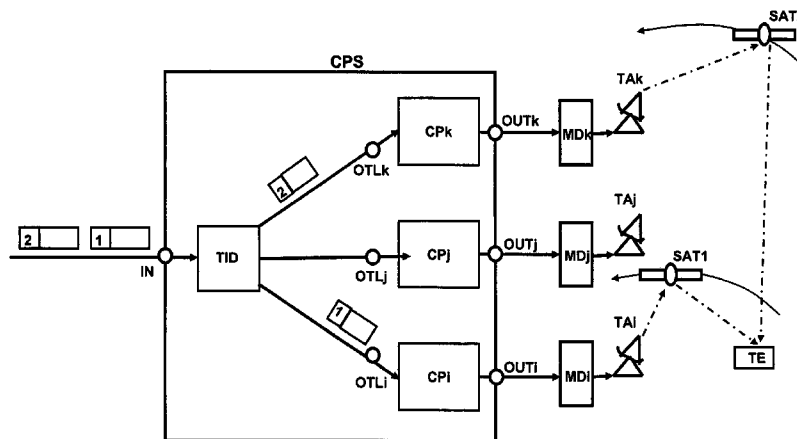 SAT
CPS
TAk
OUTk
CPk
MDk
OTLk
2
TAj
2 1
TID
OUTj
CPj
MDj
SAT1
IN
OTLj
1
TAi
TE
OUTi
OTLi
CPi
MDi